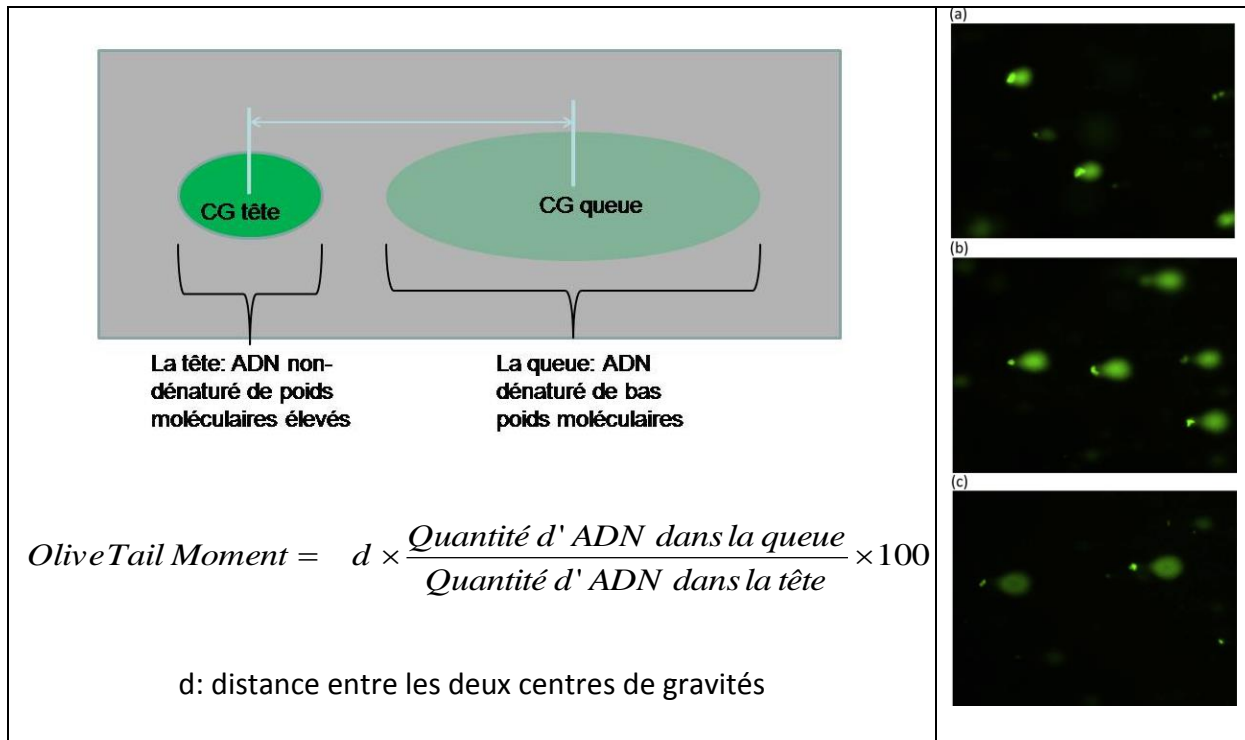 CG tête
CG queue
La tête: ADN non-
dénaturé de poids
moléculaires élevés
La queue: ADN
dénaturé de bas
poids moléculaires
Olive Tail Moment = d × Quantité d' ADN dans la queue / Quantité d' ADN dans la tête × 100
d: distance entre les deux centres de gravités
(a)
(b)
(c)